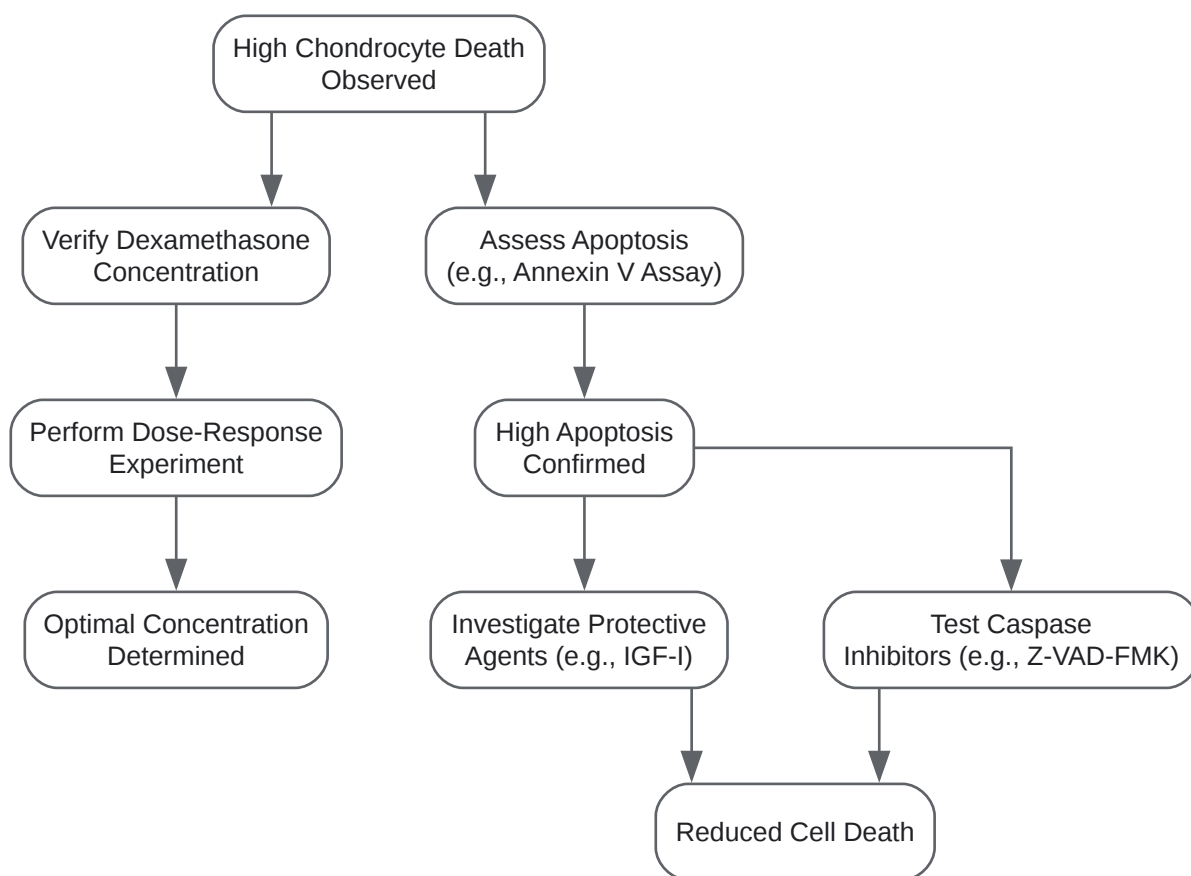 High Chondrocyte Death
Observed
Verify Dexamethasone
Concentration
Assess Apoptosis
(e.g., Annexin V Assay)
Perform Dose-Response
Experiment
High Apoptosis
Confirmed
Optimal Concentration
Determined
Investigate Protective
Agents (e.g., IGF-I)
Test Caspase
Inhibitors (e.g., Z-VAD-FMK)
Reduced Cell Death